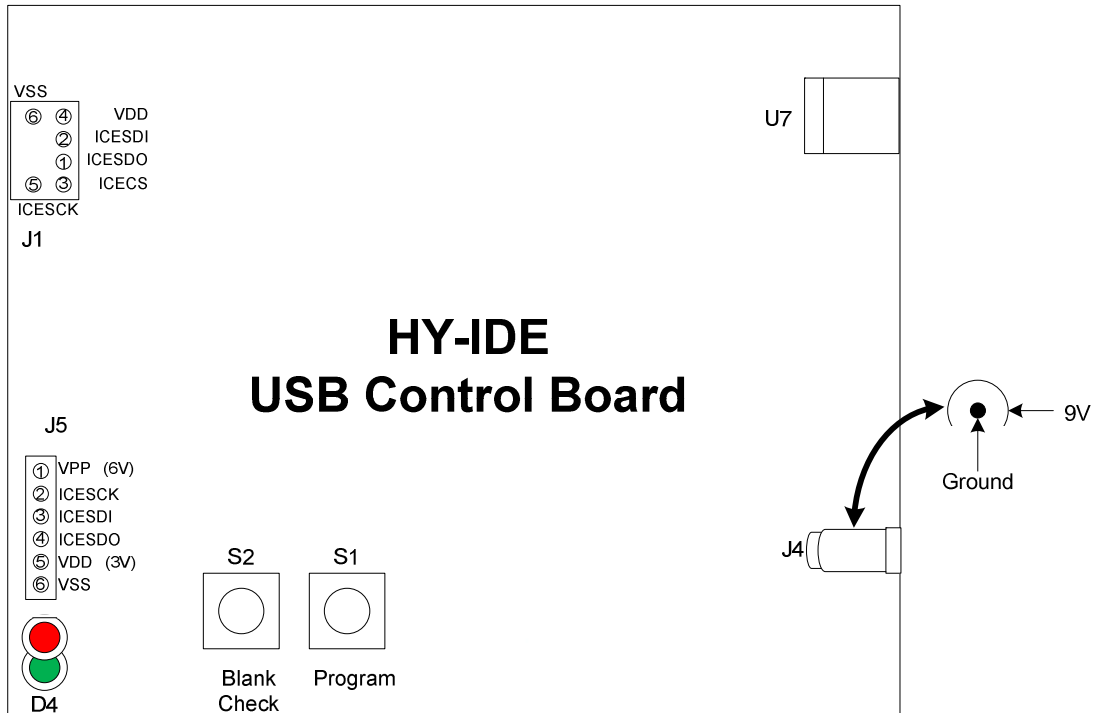 VSS
⑥ ④ VDD
② ICESDI
① ICESDO
⑤ ③ ICECS
ICESCK
J1
U7
HY-IDE
USB Control Board
9V
Ground
J5
① VPP (6V)
② ICESCK
③ ICESDI
④ ICESDO
⑤ VDD (3V)
⑥ VSS
J4
S2 S1
Blank Program
Check
D4